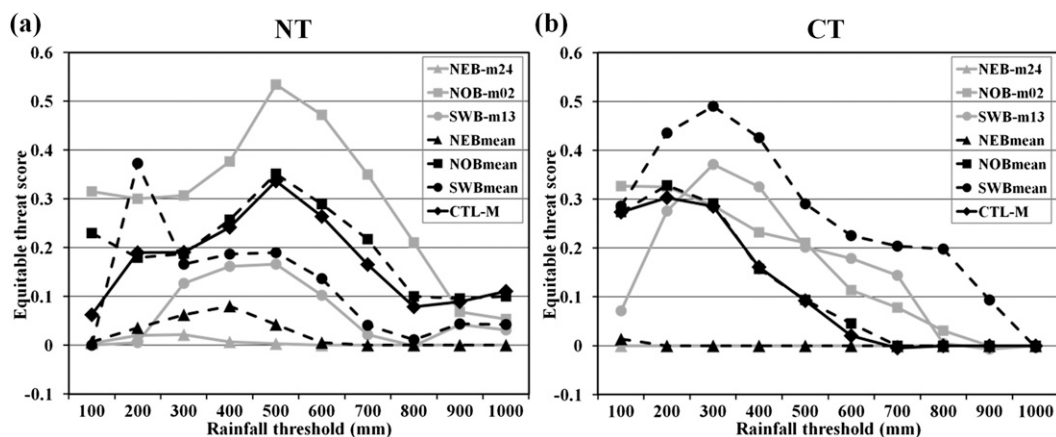 (a) NT
0.6
0.5
0.4
0.3
0.2
0.1
0
-0.1
Equitable threat score
NEB-m24
NOB-m02
SWB-m13
NEBmean
NOBmean
SWBmean
CTL-M
100 200 300 400 500 600 700 800 900 1000
Rainfall threshold (mm)
(b) CT
0.6
0.5
0.4
0.3
0.2
0.1
0
-0.1
Equitable threat score
NEB-m24
NOB-m02
SWB-m13
NEBmean
NOBmean
SWBmean
CTL-M
100 200 300 400 500 600 700 800 900 1000
Rainfall threshold (mm)